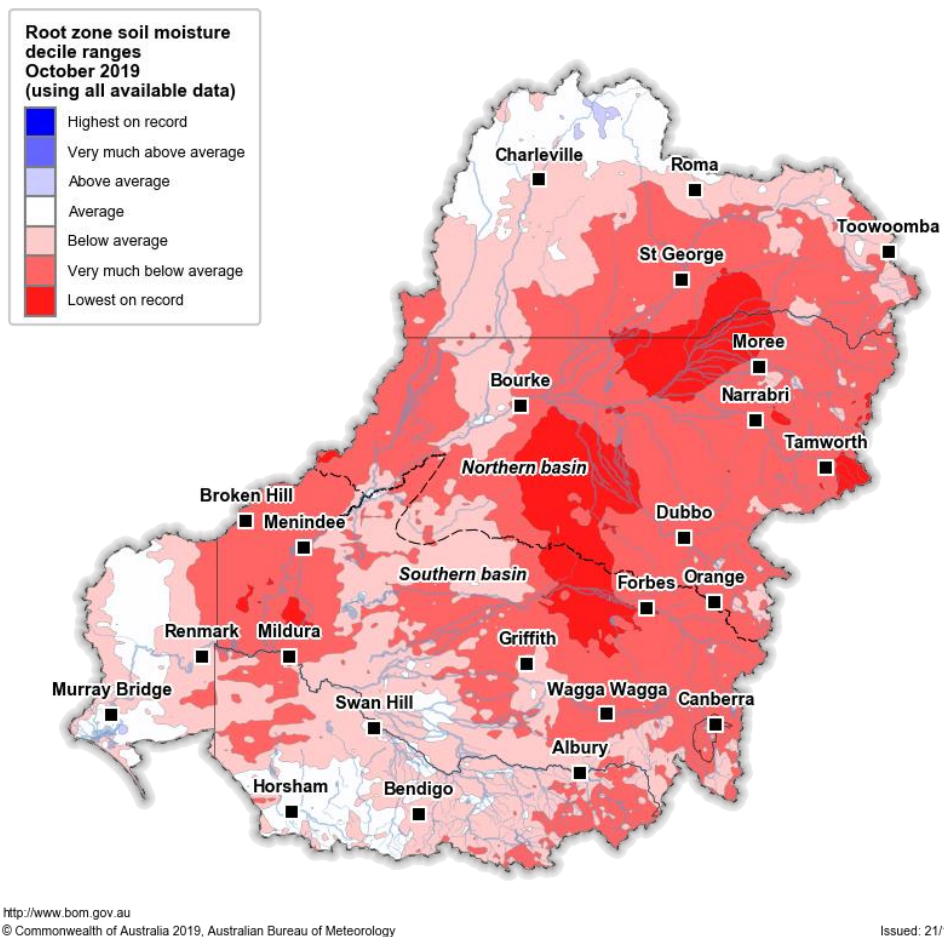 Root zone soil moisture
decile ranges
October 2019
(using all available data)
Highest on record
Very much above average
Above average
Average
Below average
Very much below average
Lowest on record
Charleville
Roma
Toowoomba
St George
Moree
Bourke
Narrabri
Tamworth
Northern basin
Broken Hill
Menindee
Dubbo
Southern basin
Forbes
Orange
Renmark
Mildura
Griffith
Murray Bridge
Swan Hill
Wagga Wagga
Canberra
Albury
Horsham
Bendigo
http://www.bom.gov.au
© Commonwealth of Australia 2019, Australian Bureau of Meteorology
Issued: 21/